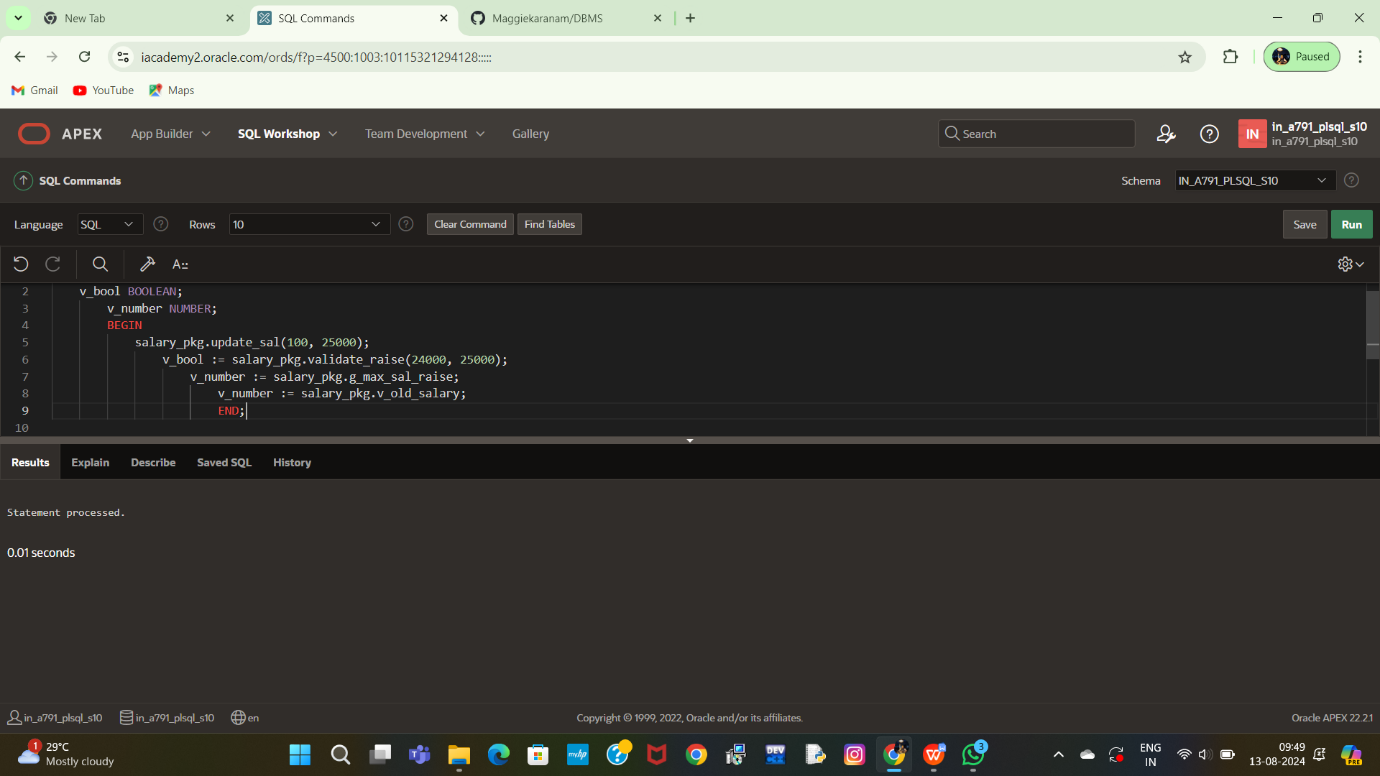 New Tab
SQL Commands
Maggiekaranam/DBMS
iacademy2.oracle.com/ords/f?p=4500:1003:10115321294128:::::
Paused
Gmail
YouTube
Maps
APEX
App Builder
SQL Workshop
Team Development
Gallery
Search
IN
in_a791_plsql_s10
in_a791_plsql_s10
SQL Commands
Schema
IN_A791_PLSQL_S10
Language
SQL
Rows
10
Clear Command
Find Tables
Save
Run
A::
2 v_bool BOOLEAN;
3 v_number NUMBER;
4 BEGIN
5 salary_pkg.update_sal(100, 25000);
6 v_bool := salary_pkg.validate_raise(24000, 25000);
7 v_number := salary_pkg.g_max_sal_raise;
8 v_number := salary_pkg.v_old_salary;
9 END;
10
Results
Explain
Describe
Saved SQL
History
Statement processed.
0.01 seconds
in_a791_plsql_s10
in_a791_plsql_s10
en
Copyright © 1999, 2022, Oracle and/or its affiliates.
Oracle APEX 22.2.1
1
29°C
Mostly cloudy
myhp
DEV
3
ENG
IN
09:49
13-08-2024
PRE